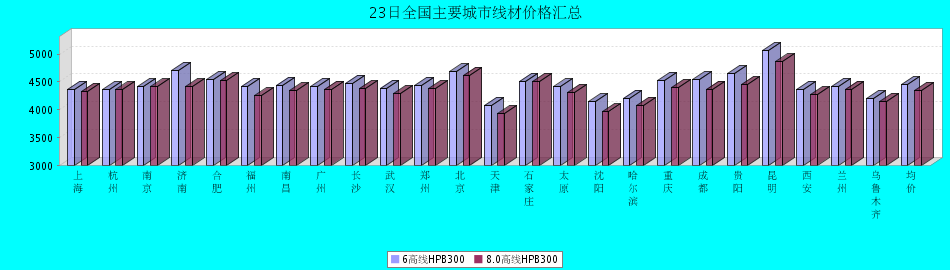 23日全国主要城市线材价格汇总
5000
4500
4000
3500
3000
上海
杭州
南京
济南
合肥
福州
南昌
广州
长沙
武汉
郑州
北京
天津
石家庄
太原
沈阳
哈尔滨
重庆
成都
贵阳
昆明
西安
兰州
乌鲁木齐
均价
6高线HPB300
8.0高线HPB300